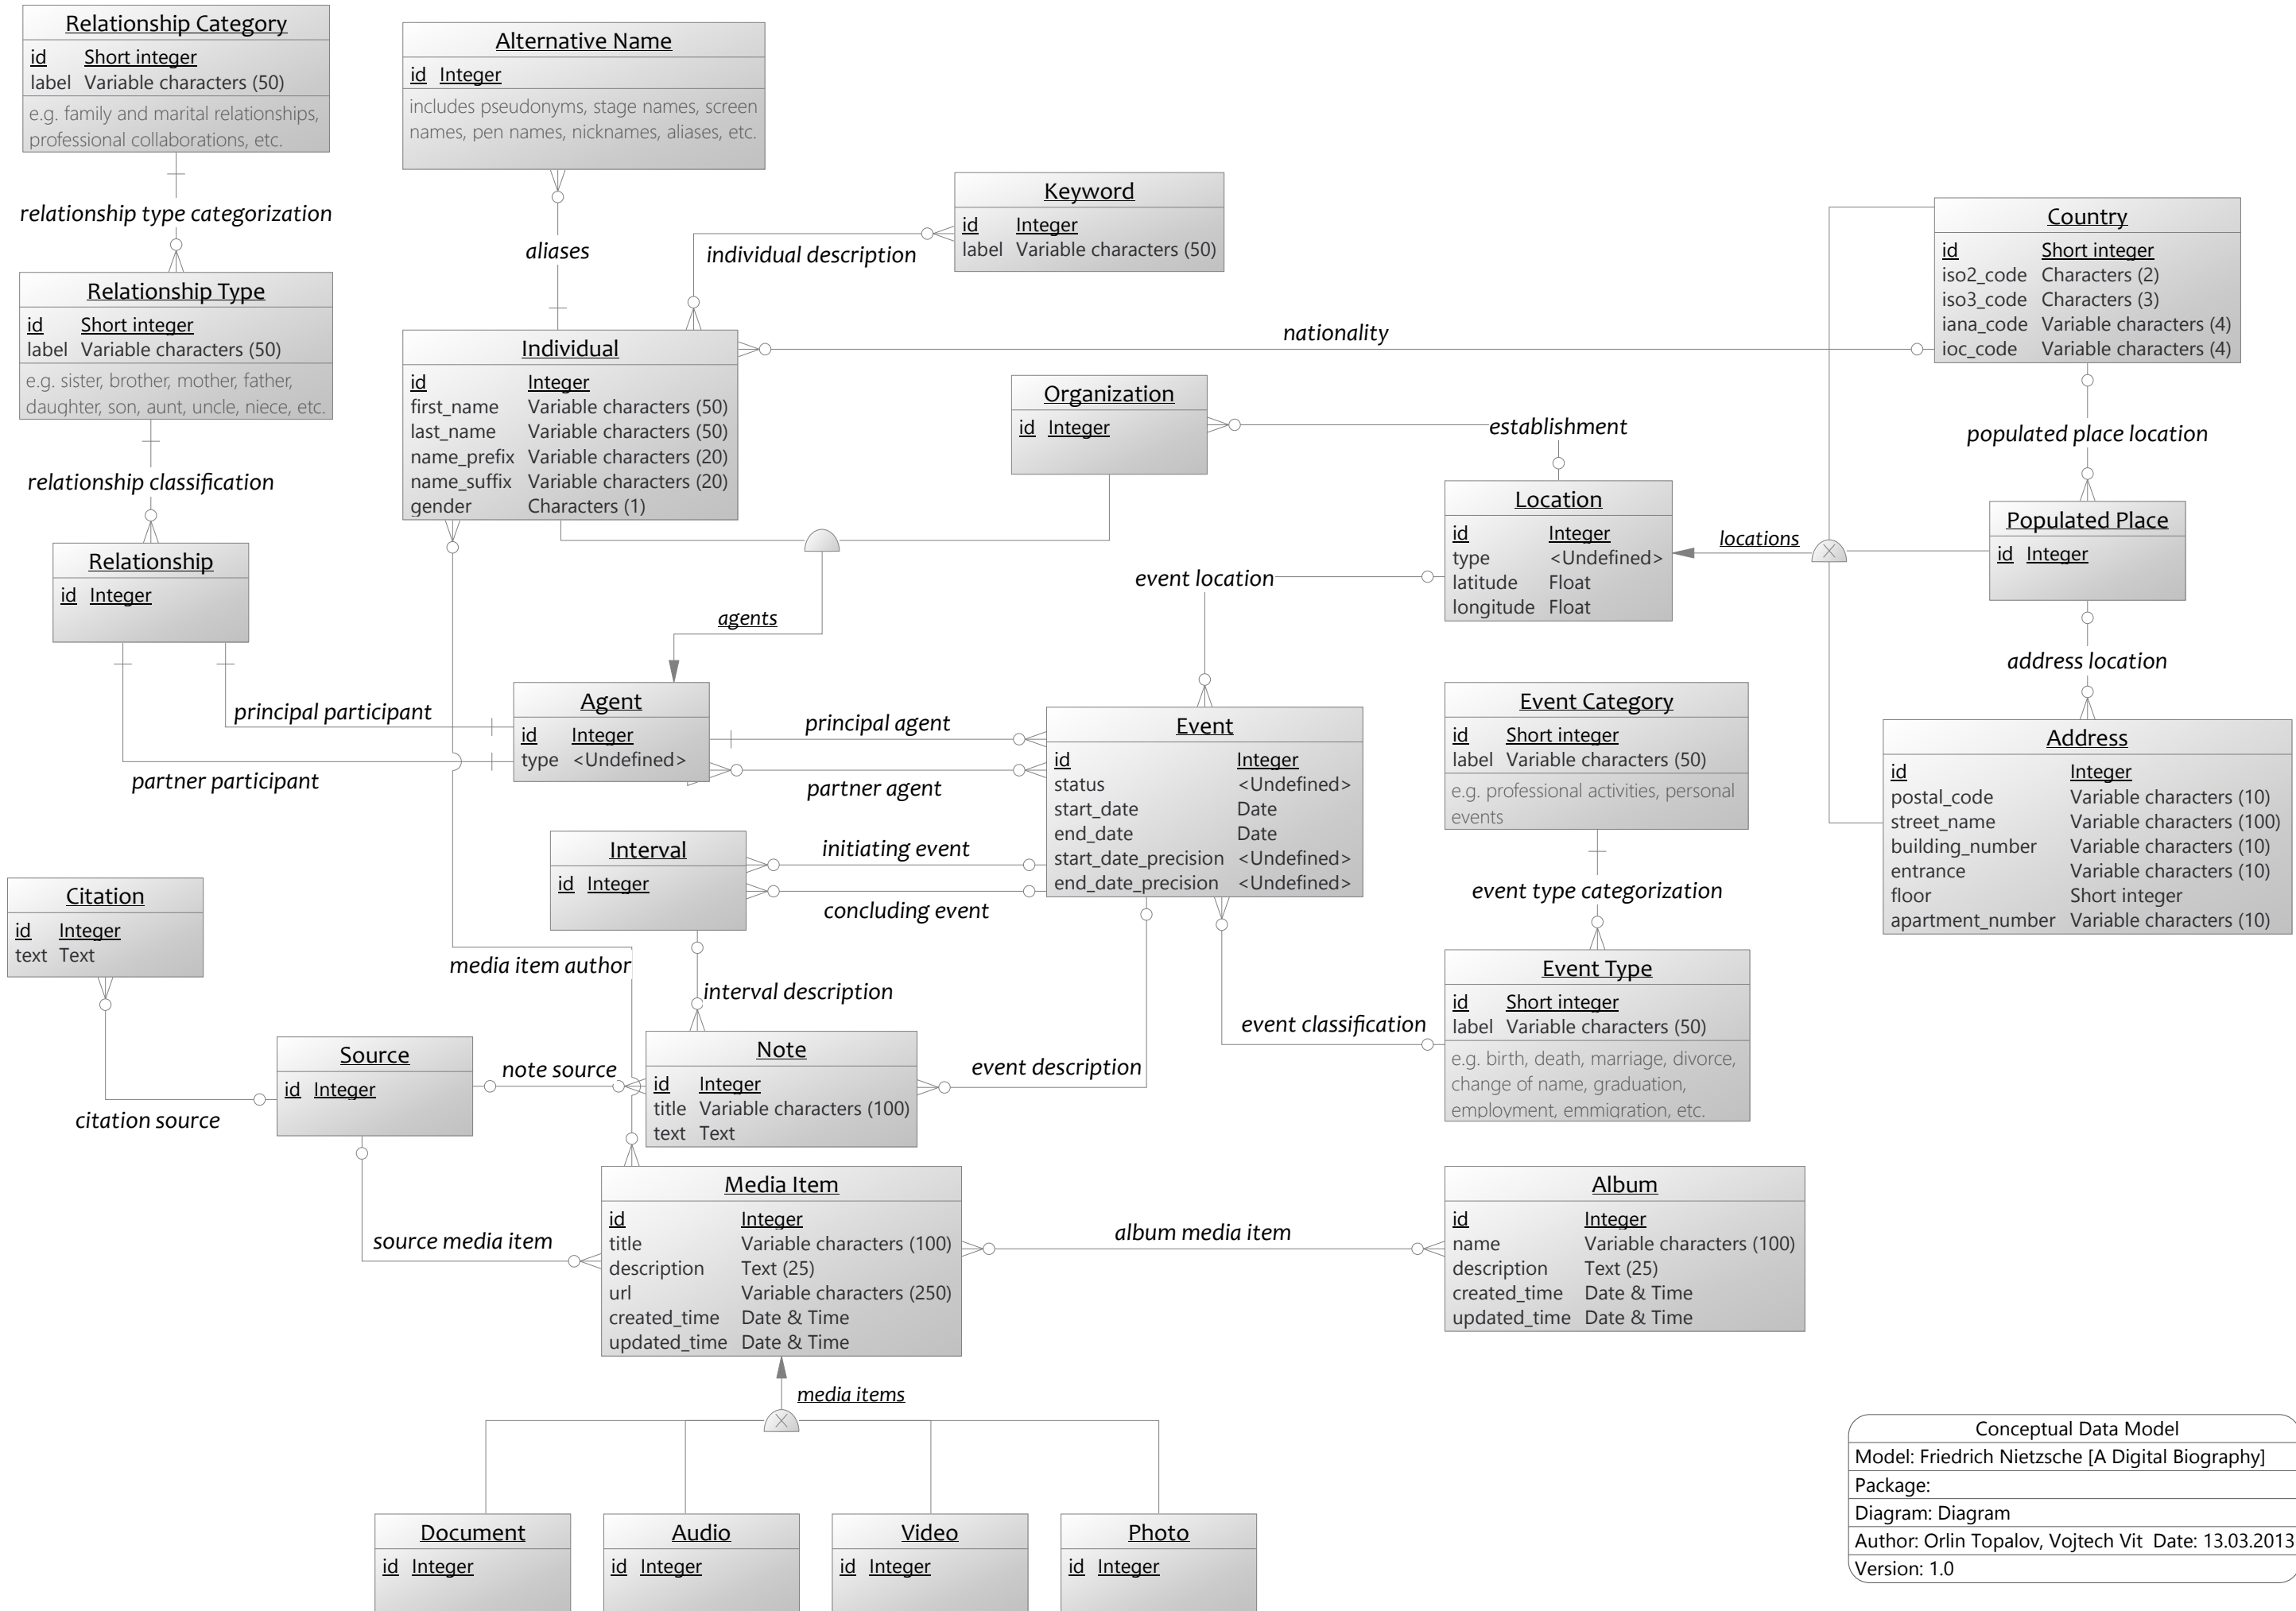 Relationship Category
id Short integer
label Variable characters (50)
e.g. family and marital relationships,
professional collaborations, etc.
relationship type categorization
Relationship Type
id Short integer
label Variable characters (50)
e.g. sister, brother, mother, father,
daughter, son, aunt, uncle, niece, etc.
relationship classification
Relationship
id Integer
principal participant
partner participant
Alternative Name
id Integer
includes pseudonyms, stage names, screen
names, pen names, nicknames, aliases, etc.
aliases
Keyword
id Integer
label Variable characters (50)
individual description
Individual
id Integer
first_name Variable characters (50)
last_name Variable characters (50)
name_prefix Variable characters (20)
name_suffix Variable characters (20)
gender Characters (1)
nationality
Country
id Short integer
iso2_code Characters (2)
iso3_code Characters (3)
iana_code Variable characters (4)
ioc_code Variable characters (4)
Organization
id Integer
establishment
populated place location
Location
id Integer
type <Undefined>
latitude Float
longitude Float
locations
Populated Place
id Integer
event location
agents
address location
Agent
id Integer
type <Undefined>
principal agent
partner agent
Event
id Integer
status <Undefined>
start_date Date
end_date Date
start_date_precision <Undefined>
end_date_precision <Undefined>
Event Category
id Short integer
label Variable characters (50)
e.g. professional activities, personal
events
Address
id Integer
postal_code Variable characters (10)
street_name Variable characters (100)
building_number Variable characters (10)
entrance Variable characters (10)
floor Short integer
apartment_number Variable characters (10)
Interval
id Integer
initiating event
concluding event
event type categorization
Citation
id Integer
text Text
media item author
interval description
Event Type
id Short integer
label Variable characters (50)
e.g. birth, death, marriage, divorce,
change of name, graduation,
employment, emmigration, etc.
event classification
Source
id Integer
note source
Note
id Integer
title Variable characters (100)
text Text
event description
citation source
source media item
Media Item
id Integer
title Variable characters (100)
description Text (25)
url Variable characters (250)
created_time Date & Time
updated_time Date & Time
album media item
Album
id Integer
name Variable characters (100)
description Text (25)
created_time Date & Time
updated_time Date & Time
media items
Document
id Integer
Audio
id Integer
Video
id Integer
Photo
id Integer
Conceptual Data Model
Model: Friedrich Nietzsche [A Digital Biography]
Package:
Diagram: Diagram
Author: Orlin Topalov, Vojtech Vit Date: 13.03.2013
Version: 1.0